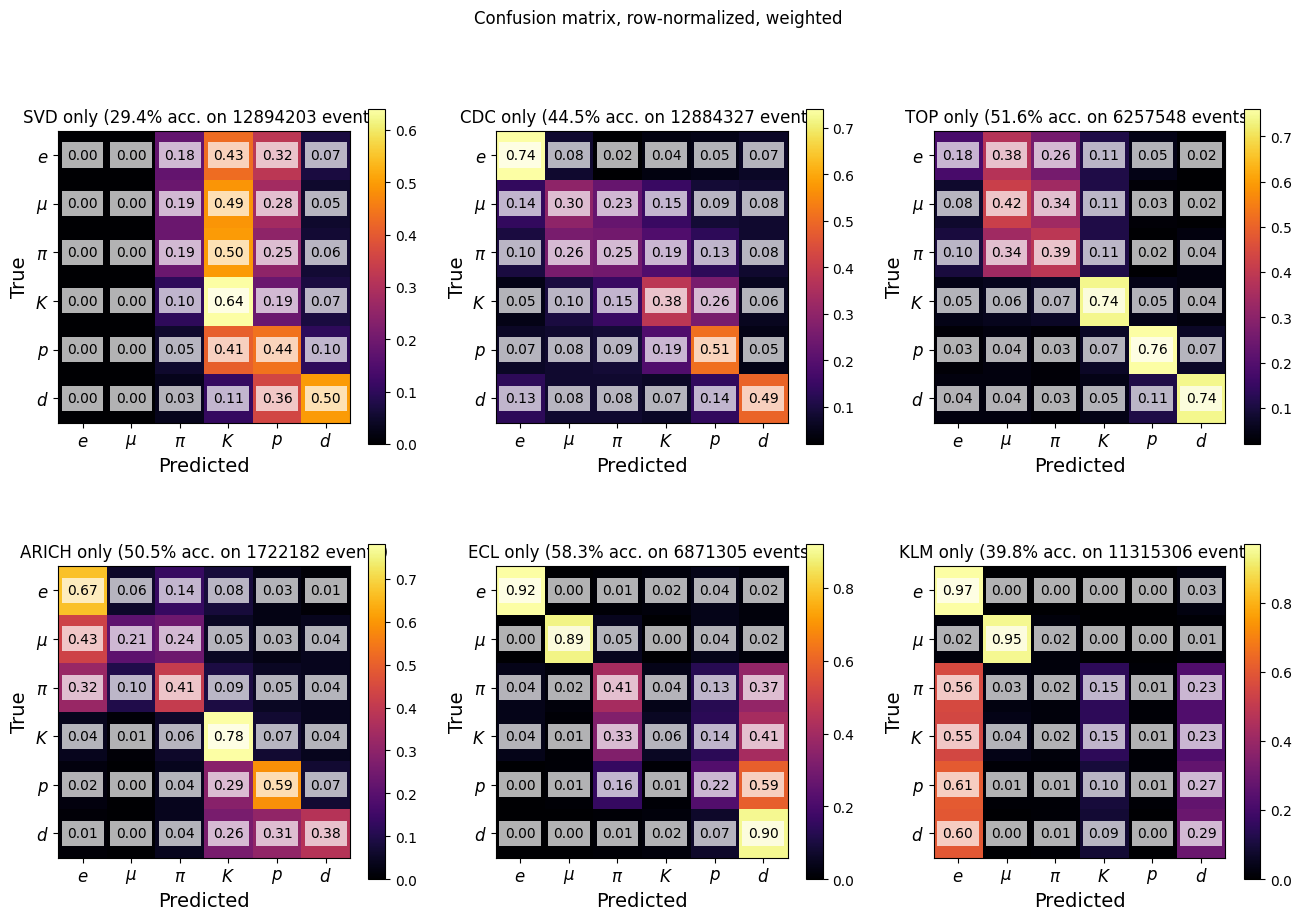 Confusion matrix, row-normalized, weighted
SVD only (29.4% acc. on 12894203 event
True
e 0.00 0.00 0.18 0.43 0.32 0.07
μ 0.00 0.00 0.19 0.49 0.28 0.05
π 0.00 0.00 0.19 0.50 0.25 0.06
K 0.00 0.00 0.10 0.64 0.19 0.07
p 0.00 0.00 0.05 0.41 0.44 0.10
d 0.00 0.00 0.03 0.11 0.36 0.50
e μ π K p d
Predicted
0.6
0.5
0.4
0.3
0.2
0.1
0.0
CDC only (44.5% acc. on 12884327 event
True
e 0.74 0.08 0.02 0.04 0.05 0.07
μ 0.14 0.30 0.23 0.15 0.09 0.08
π 0.10 0.26 0.25 0.19 0.13 0.08
K 0.05 0.10 0.15 0.38 0.26 0.06
p 0.07 0.08 0.09 0.19 0.51 0.05
d 0.13 0.08 0.08 0.07 0.14 0.49
e μ π K p d
Predicted
0.7
0.6
0.5
0.4
0.3
0.2
0.1
TOP only (51.6% acc. on 6257548 events
True
e 0.18 0.38 0.26 0.11 0.05 0.02
μ 0.08 0.42 0.34 0.11 0.03 0.02
π 0.10 0.34 0.39 0.11 0.02 0.04
K 0.05 0.06 0.07 0.74 0.05 0.04
p 0.03 0.04 0.03 0.07 0.76 0.07
d 0.04 0.04 0.03 0.05 0.11 0.74
e μ π K p d
Predicted
0.7
0.6
0.5
0.4
0.3
0.2
0.1
ARICH only (50.5% acc. on 1722182 events)
True
e 0.67 0.06 0.14 0.08 0.03 0.01
μ 0.43 0.21 0.24 0.05 0.03 0.04
π 0.32 0.10 0.41 0.09 0.05 0.04
K 0.04 0.01 0.06 0.78 0.07 0.04
p 0.02 0.00 0.04 0.29 0.59 0.07
d 0.01 0.00 0.04 0.26 0.31 0.38
e μ π K p d
Predicted
0.7
0.6
0.5
0.4
0.3
0.2
0.1
0.0
ECL only (58.3% acc. on 6871305 events
True
e 0.92 0.00 0.01 0.02 0.04 0.02
μ 0.00 0.89 0.05 0.00 0.04 0.02
π 0.04 0.02 0.41 0.04 0.13 0.37
K 0.04 0.01 0.33 0.06 0.14 0.41
p 0.00 0.01 0.16 0.01 0.22 0.59
d 0.00 0.00 0.01 0.02 0.07 0.90
e μ π K p d
Predicted
0.8
0.6
0.4
0.2
0.0
KLM only (39.8% acc. on 11315306 event
True
e 0.97 0.00 0.00 0.00 0.00 0.03
μ 0.02 0.95 0.02 0.00 0.00 0.01
π 0.56 0.03 0.02 0.15 0.01 0.23
K 0.55 0.04 0.02 0.15 0.01 0.23
p 0.61 0.01 0.01 0.10 0.01 0.27
d 0.60 0.00 0.01 0.09 0.00 0.29
e μ π K p d
Predicted
0.8
0.6
0.4
0.2
0.0